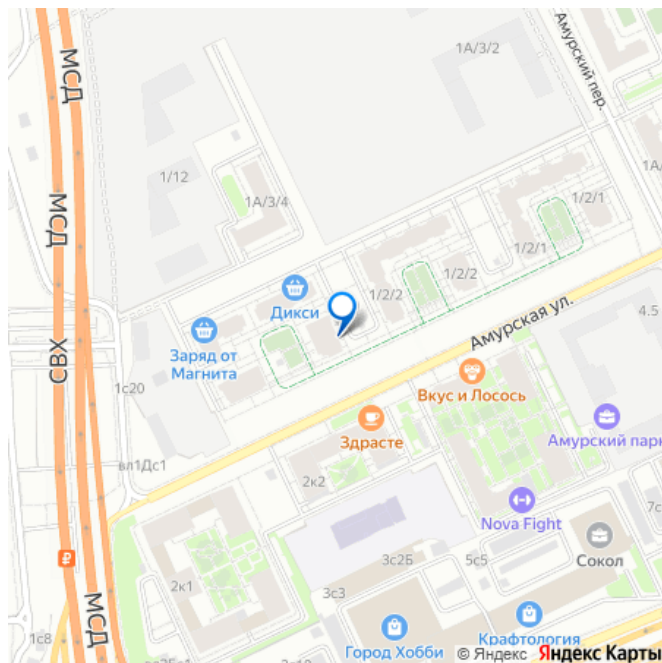 МСД
1А/3/2
Амурский пер.
МСД
1/12
1А/3/4
1А/
МСД
1/2/1
1/2/1
1/2/2
1/2/2
Дикси
СВХ
Заряд от
Магнита
Амурская ул.
4.5
1с20
Вкус и Лосось
Здрасте
Амурский парк
вл1Дс1
2к2
Nova Fight
7с
3с2Б
5с5
Сокол
2к1
3с3
МСД
1с8
Город Хобби
Крафтология
© Яндекс Яндекс Карты